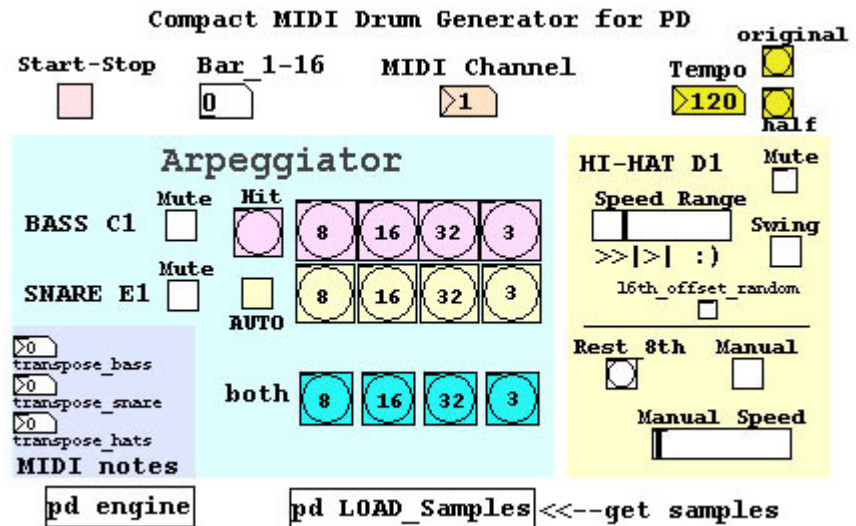 Compact MIDI Drum Generator for PD
original
Start-Stop Bar_1-16 MIDI Channel Tempo
0 >1 >120
half
Arpeggiator
HI-HAT D1 Mute
Mute Hit Speed Range
BASS C1 8 16 32 3 Swing
>>|>| :)
Mute
SNARE E1 8 16 32 3 16th_offset_random
AUTO
>0 Rest 8th Manual
transpose_bass
>0 both 8 16 32 3
transpose_snare
>0 Manual Speed
transpose_hats
MIDI notes
pd engine pd LOAD_Samples <<--get samples